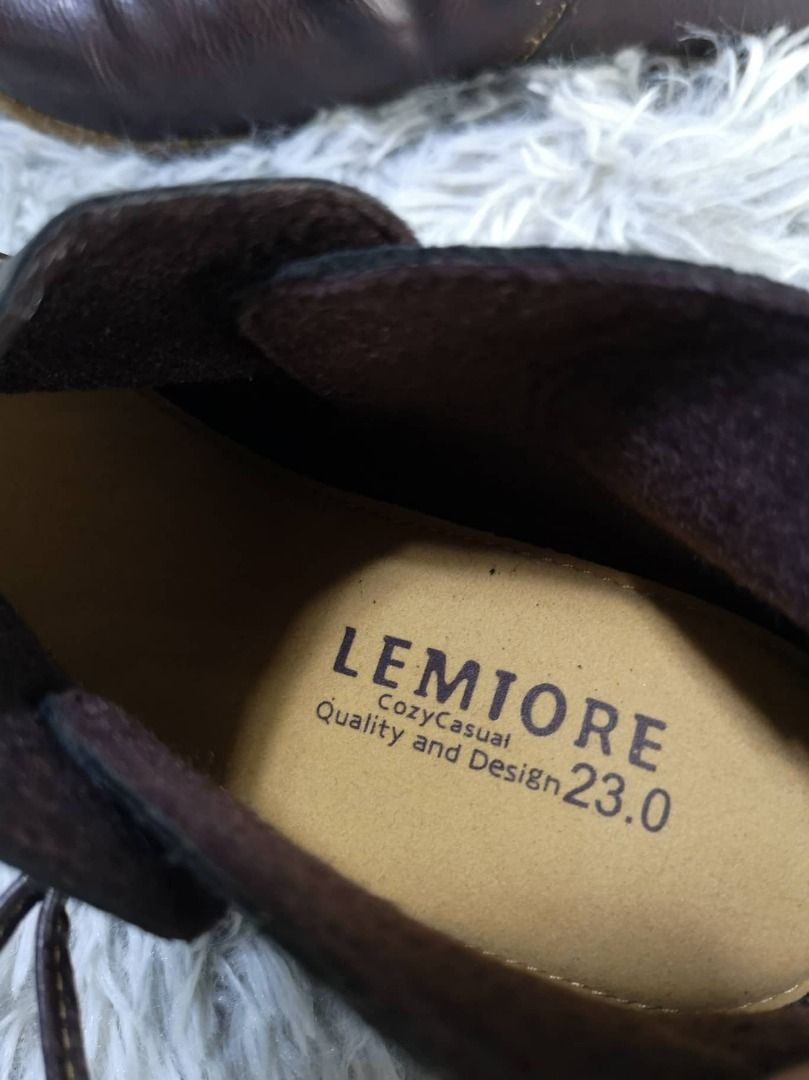 LEMIORE
CozyCasual
Quality and Design 23.0